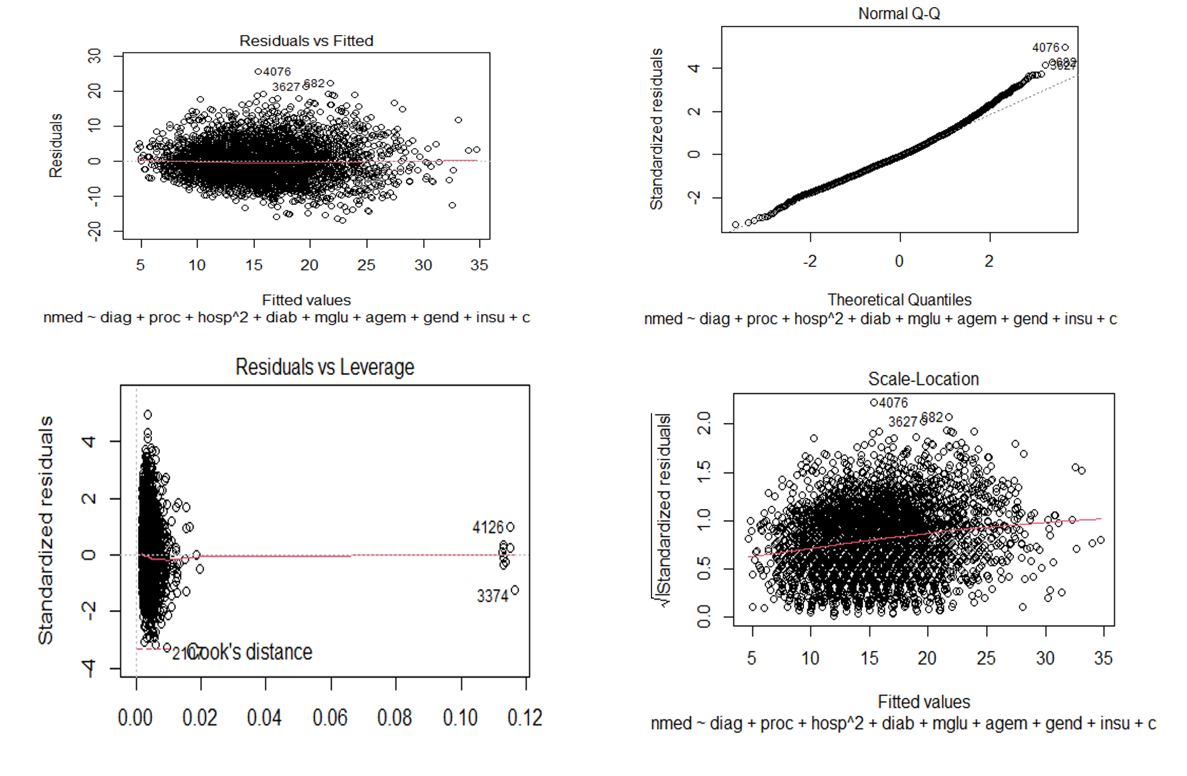 Residuals vs Fitted
Residuals
30
20
10
0
-10
-20
4076
682
3627
5 10 15 20 25 30 35
Fitted values
nmed ~ diag + proc + hosp^2 + diab + mglu + agem + gend + insu + c
Normal Q-Q
Standardized residuals
4
2
0
-2
4076
682
3627
-2 0 2
Theoretical Quantiles
nmed ~ diag + proc + hosp^2 + diab + mglu + agem + gend + insu + c
Residuals vs Leverage
Standardized residuals
4
2
0
-2
-4
4126
3374
Cook's distance
0.00 0.02 0.04 0.06 0.08 0.10 0.12
Scale-Location
√|Standardized residuals|
2.0
1.5
1.0
0.5
0.0
4076
682
3627
5 10 15 20 25 30 35
Fitted values
nmed ~ diag + proc + hosp^2 + diab + mglu + agem + gend + insu + c